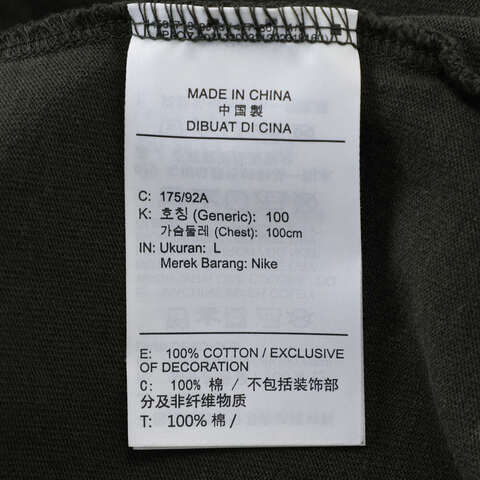 MADE IN CHINA
中国製
DIBUAT DI CINA
C: 175/92A
K: 호칭 (Generic): 100
가슴둘레 (Chest): 100cm
IN: Ukuran: L
Merek Barang: Nike
E: 100% COTTON / EXCLUSIVE
OF DECORATION
C: 100% 棉 / 不包括装饰部
分及非纤维物质
T: 100% 棉 /